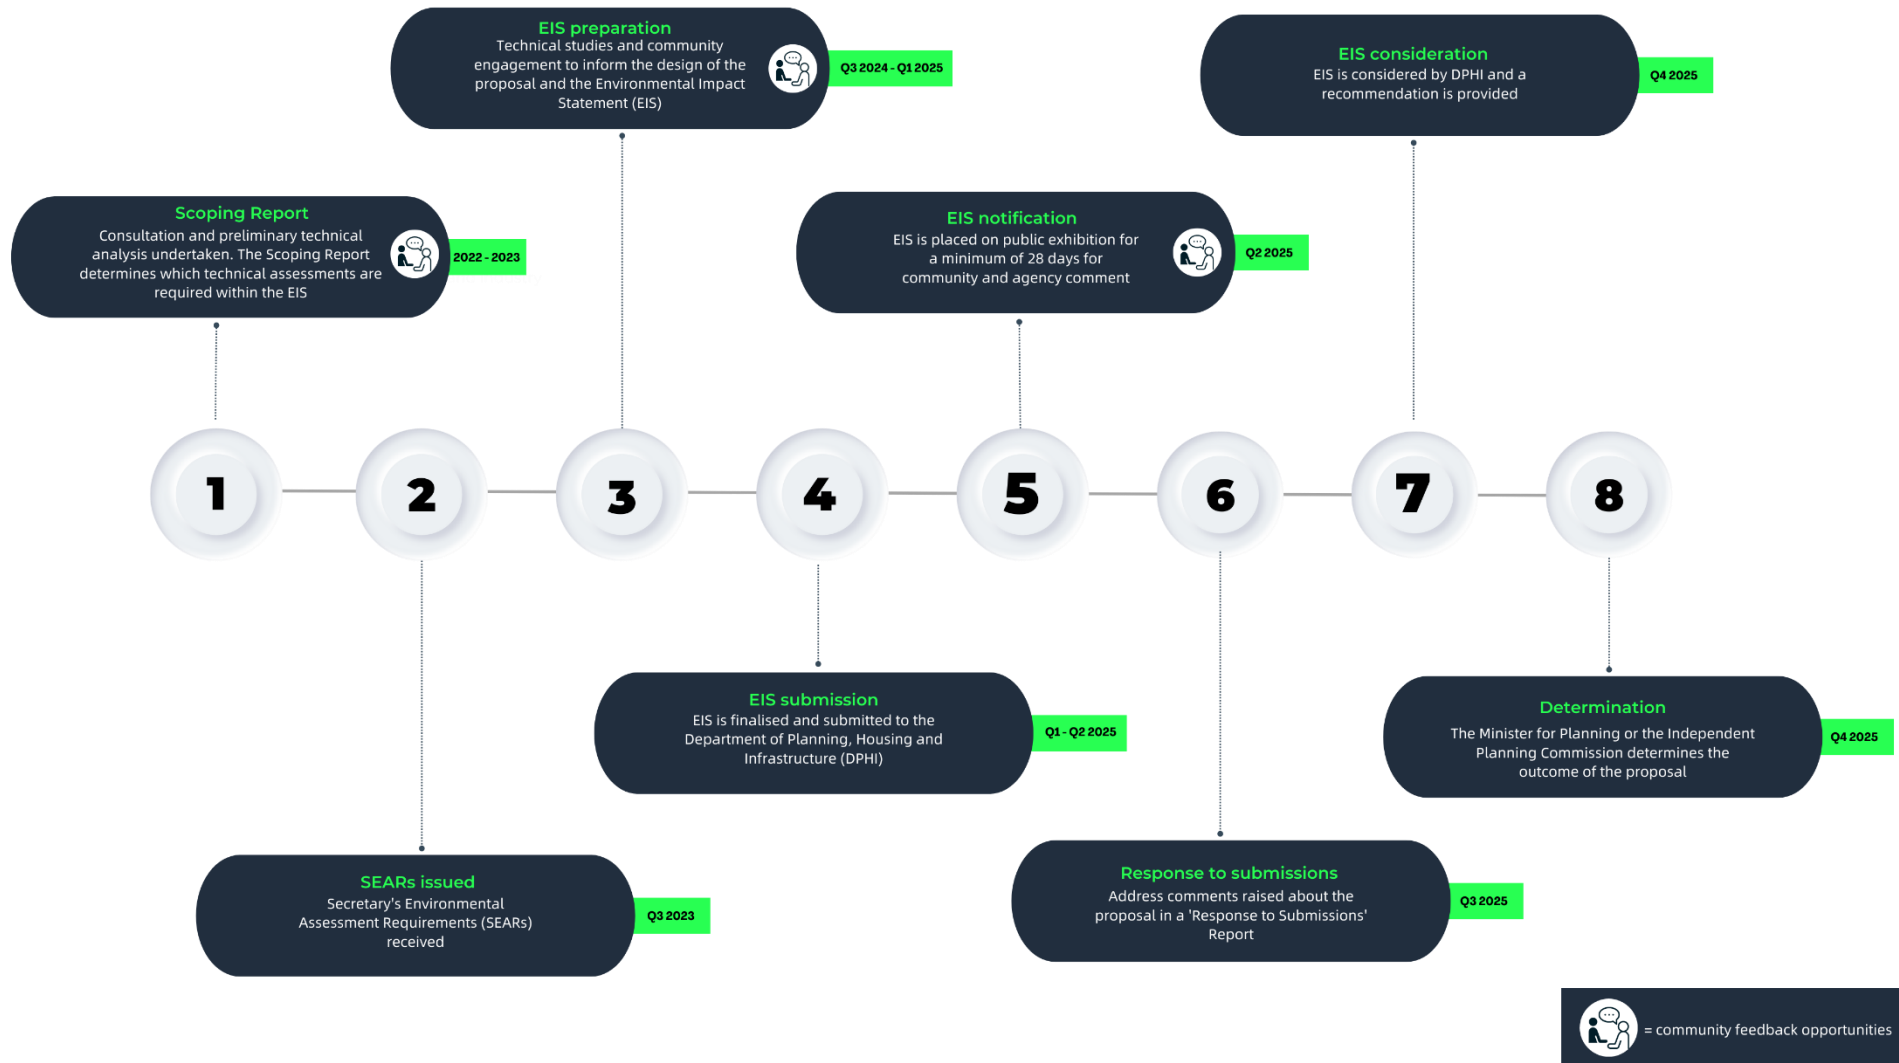 EIS preparation
Technical studies and community
engagement to inform the design of the
proposal and the Environmental Impact
Statement (EIS)
Q3 2024 - Q1 2025
EIS consideration
EIS is considered by DPHI and a
recommendation is provided
Q4 2025
Scoping Report
Consultation and preliminary technical
analysis undertaken. The Scoping Report
determines which technical assessments are
required within the EIS
2022 - 2023
EIS notification
EIS is placed on public exhibition for
a minimum of 28 days for
community and agency comment
Q2 2025
1
2
3
4
5
6
7
8
EIS submission
EIS is finalised and submitted to the
Department of Planning, Housing and
Infrastructure (DPHI)
Q1 - Q2 2025
Determination
The Minister for Planning or the Independent
Planning Commission determines the
outcome of the proposal
Q4 2025
SEARs issued
Secretary's Environmental
Assessment Requirements (SEARs)
received
Q3 2023
Response to submissions
Address comments raised about the
proposal in a 'Response to Submissions'
Report
Q3 2025
= community feedback opportunities